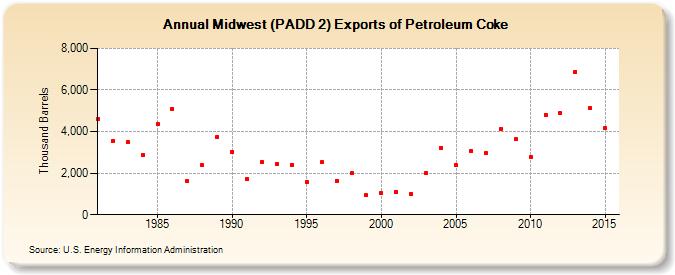 Annual Midwest (PADD 2) Exports of Petroleum Coke
Thousand Barrels
8,000
6,000
4,000
2,000
0
1985 1990 1995 2000 2005 2010 2015
Source: U.S. Energy Information Administration